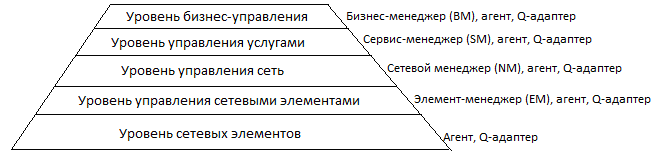 Уровень бизнес-управления
Бизнес-менеджер (BM), агент, Q-адаптер
Уровень управления услугами
Сервис-менеджер (SM), агент, Q-адаптер
Уровень управления сеть
Сетевой менеджер (NM), агент, Q-адаптер
Уровень управления сетевыми элементами
Элемент-менеджер (EM), агент, Q-адаптер
Уровень сетевых элементов
Агент, Q-адаптер